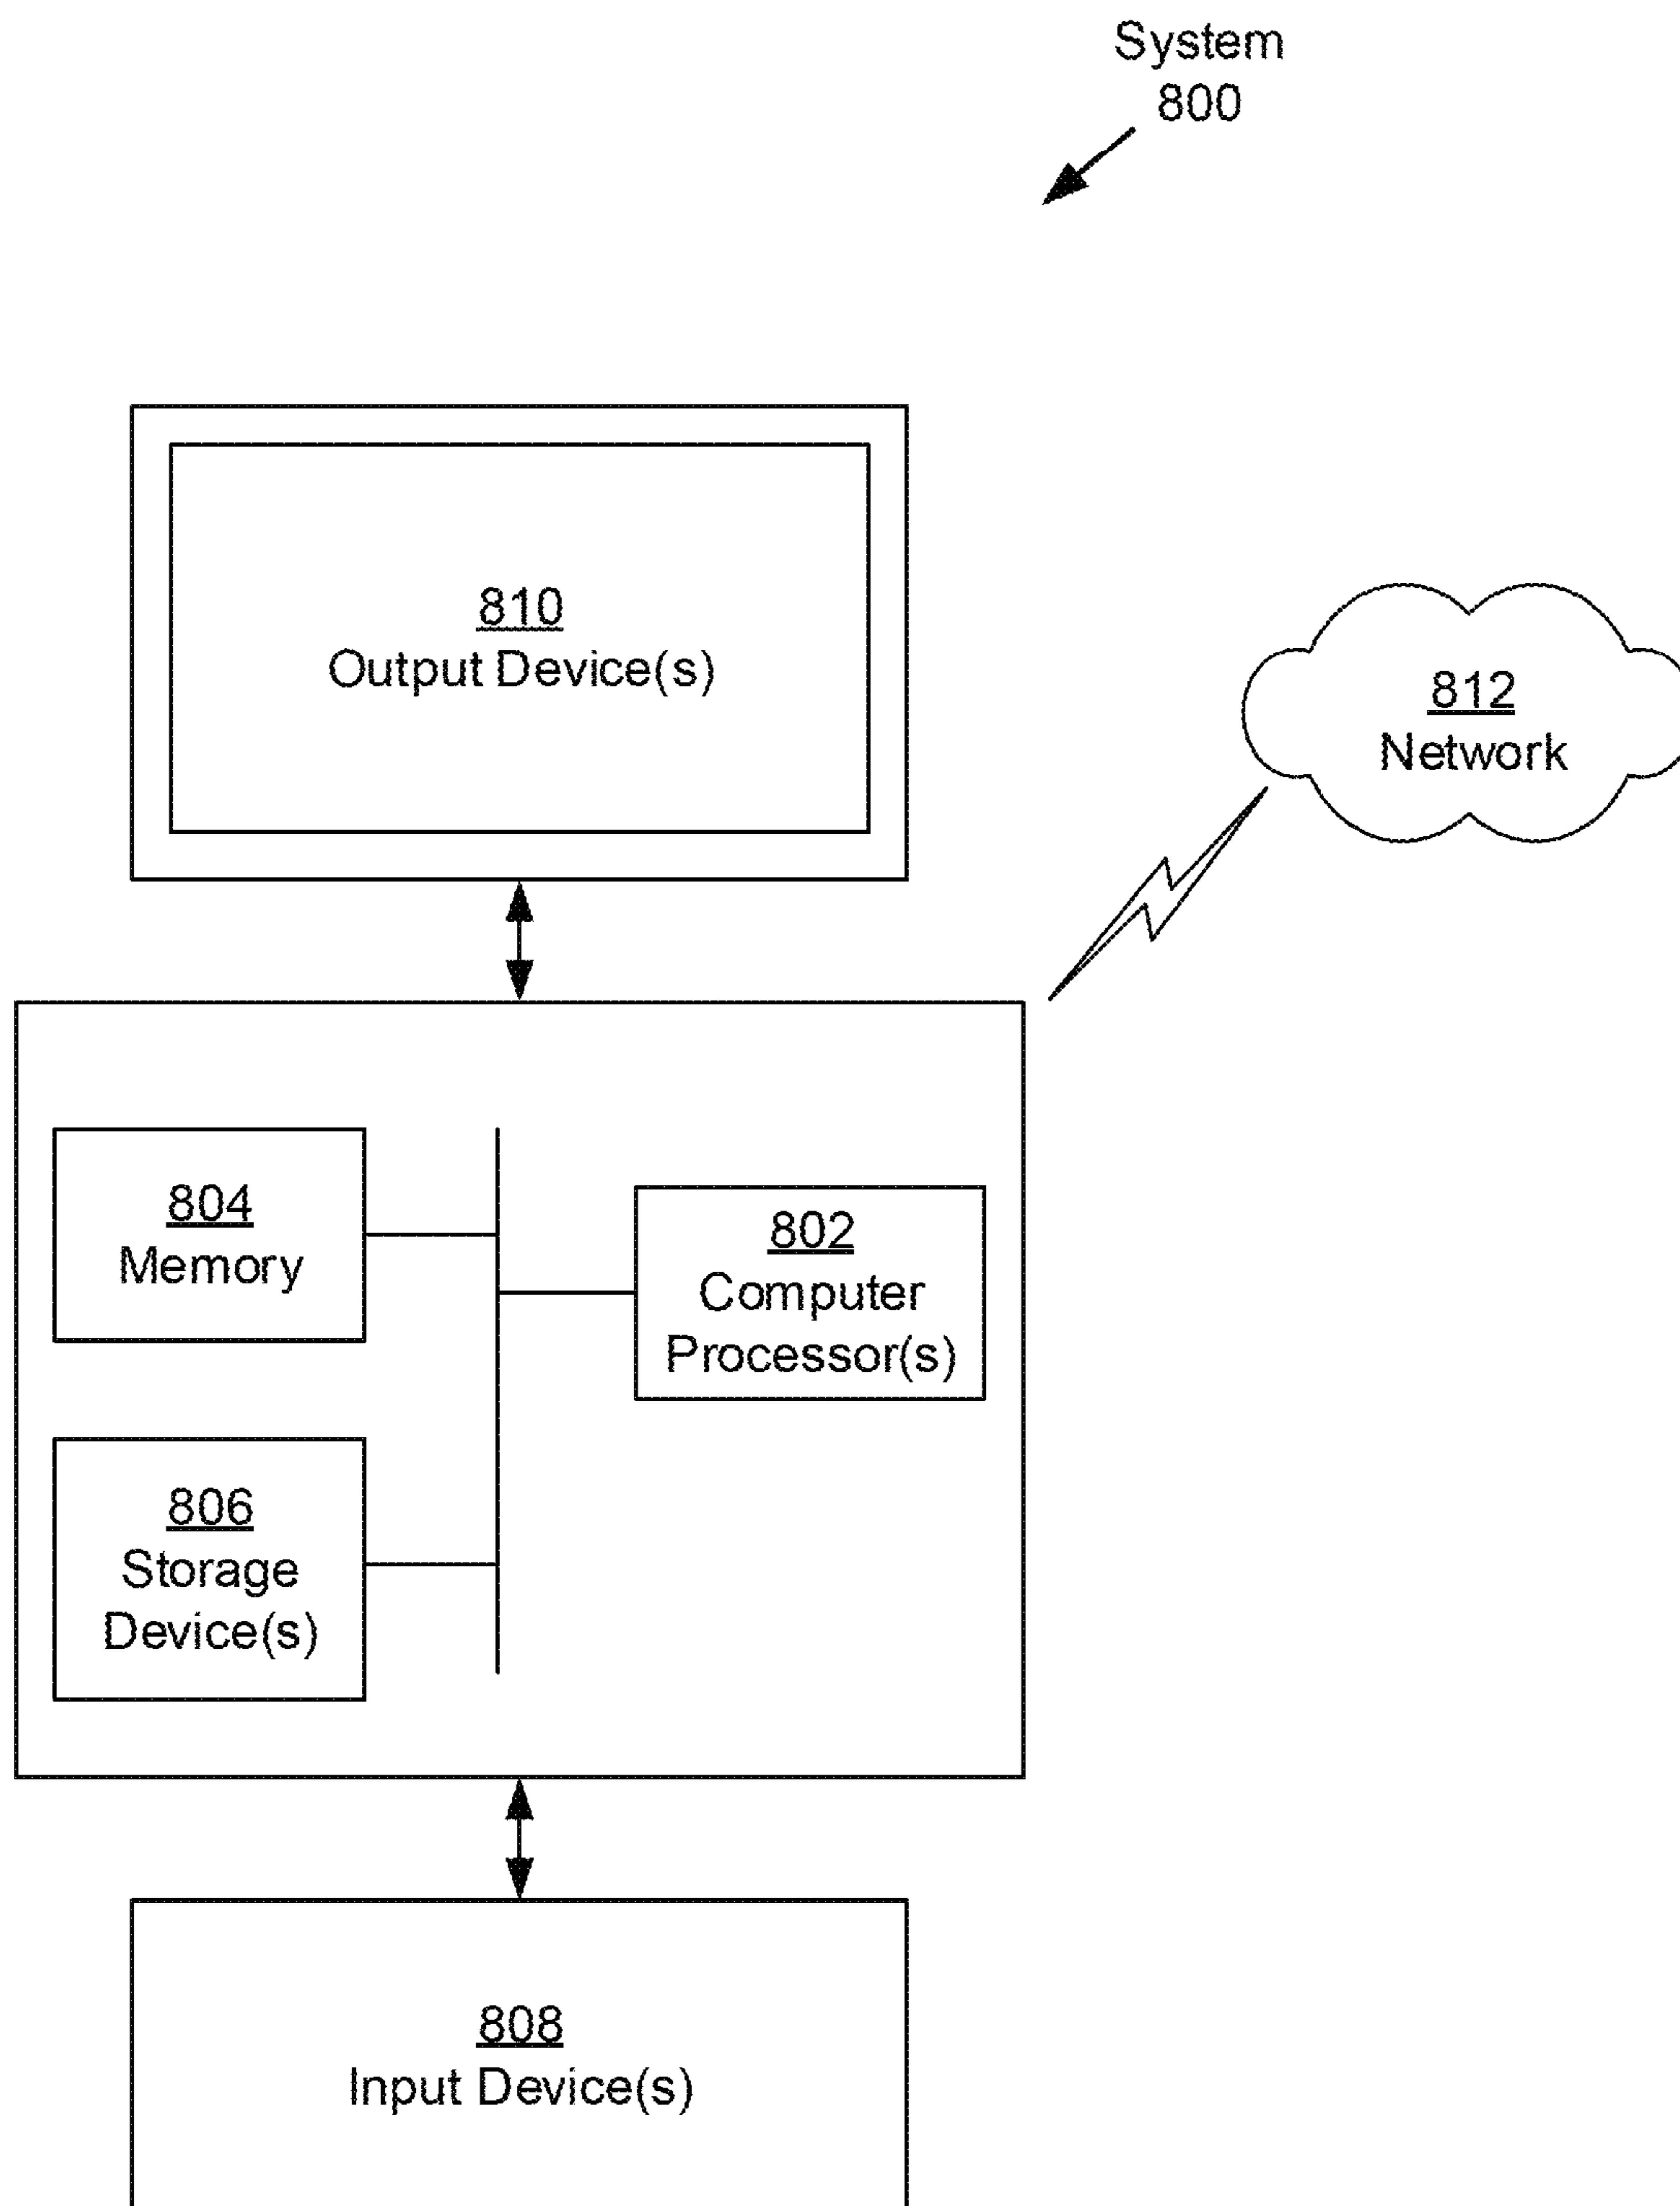 System
800
810
Output Device(s)
812
Network
804
Memory
802
Computer
Processor(s)
806
Storage
Device(s)
808
Input Device(s)